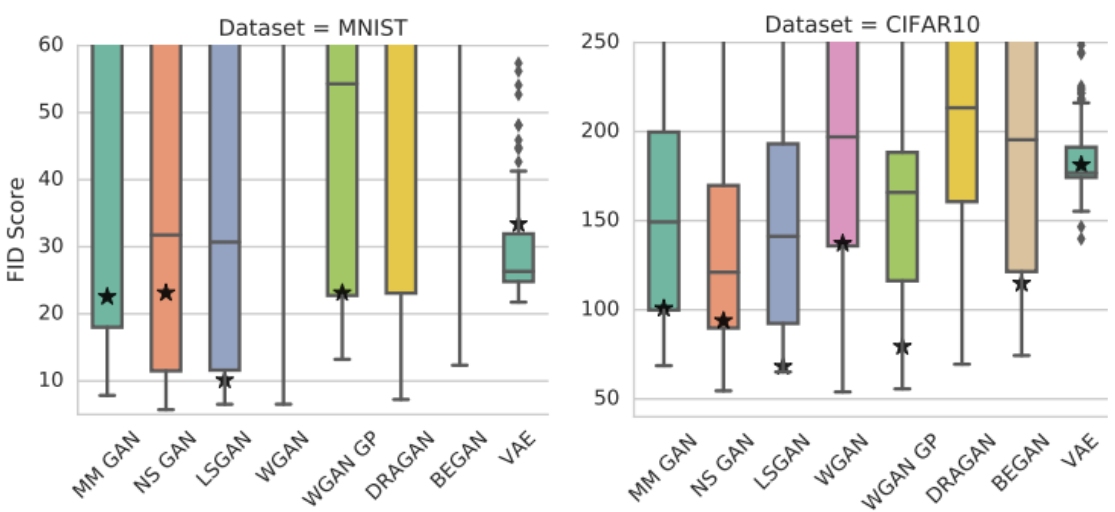 Dataset = MNIST
FID Score
60
50
40
30
20
10
MM GAN
NS GAN
LSGAN
WGAN
WGAN GP
DRAGAN
BEGAN
VAE
Dataset = CIFAR10
250
200
150
100
50
MM GAN
NS GAN
LSGAN
WGAN
WGAN GP
DRAGAN
BEGAN
VAE